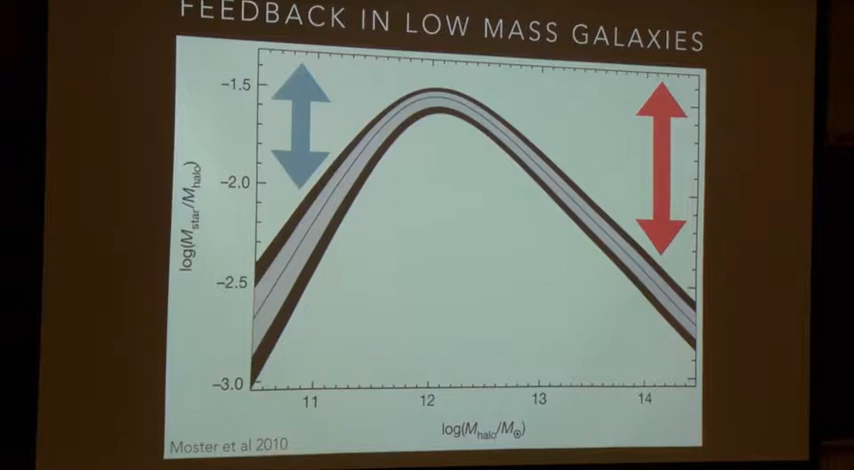 FEEDBACK IN LOW MASS GALAXIES
−1.5
−2.0
−2.5
−3.0
log(Mstar/Mhalo)
11 12 13 14
log(Mhalo/M⊙)
Moster et al 2010